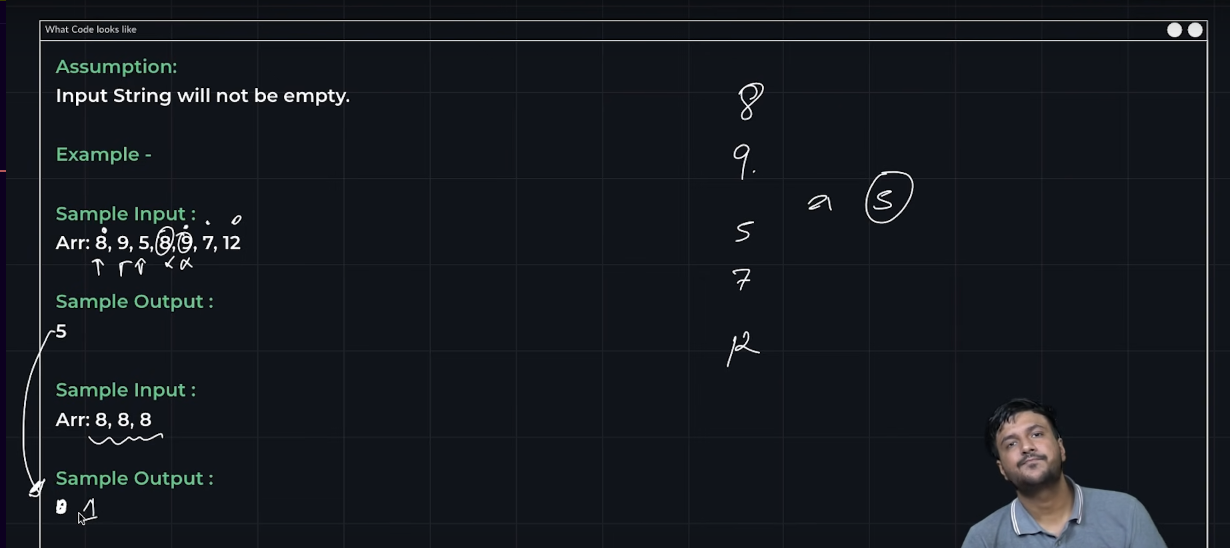 What Code looks like
Assumption:
Input String will not be empty.
Example -
Sample Input :
Arr: 8, 9, 5, 8, 9, 7, 12
Sample Output :
5
Sample Input :
Arr: 8, 8, 8
Sample Output :
1
8
9.
5
7
12